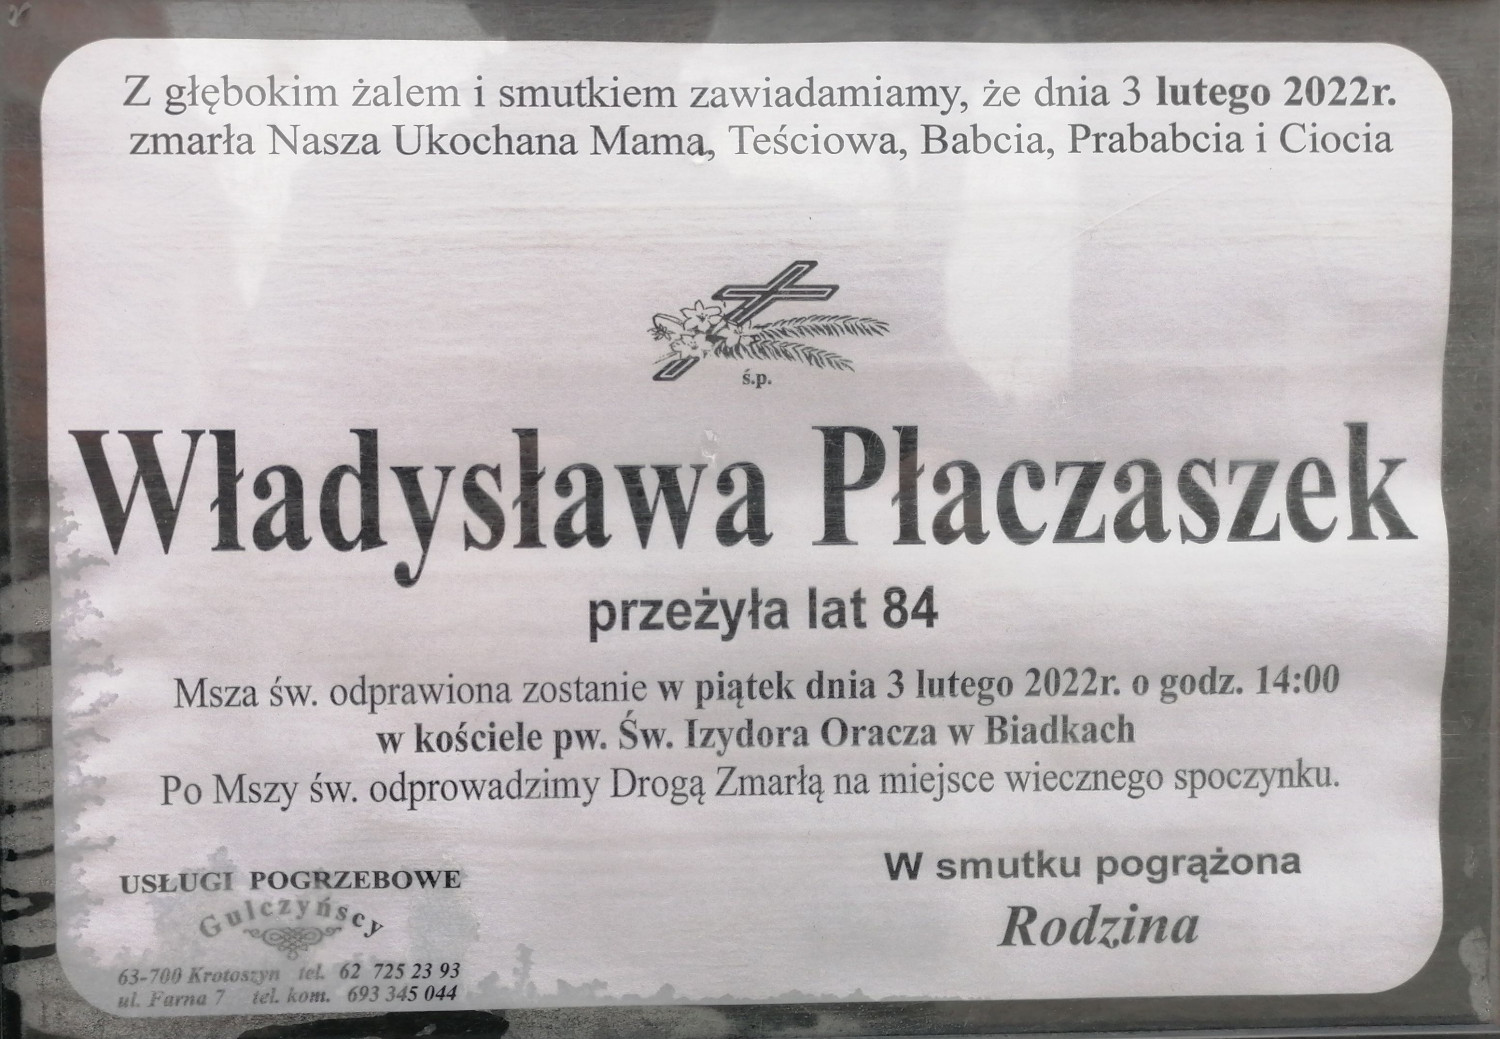 Z głębokim żalem i smutkiem zawiadamiamy, że dnia 3 lutego 2022r.
zmarła Nasza Ukochana Mama, Teściowa, Babcia, Prababcia i Ciocia
ś.p.
Władysława Płaczaszek
przeżyła lat 84
Msza św. odprawiona zostanie w piątek dnia 3 lutego 2022r. o godz. 14:00
w kościele pw. Św. Izydora Oracza w Biadkach
Po Mszy św. odprowadzimy Drogą Zmarłą na miejsce wiecznego spoczynku.
W smutku pogrążona
Rodzina
USŁUGI POGRZEBOWE
Gulczyńscy
63-700 Krotoszyn tel. 62 725 23 93
ul. Farna 7 tel. kom. 693 345 044